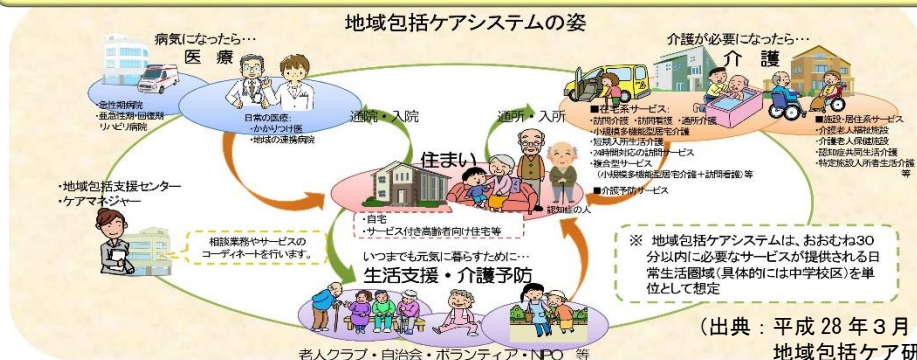 地域包括ケアシステムの姿
病気になったら…
医　療
・急性期病院
・亜急性期・回復期
リハビリ病院
日常の医療:
・かかりつけ医
・地域の連携病院
通院・入院
介護が必要になったら…
介　護
通所・入所
■在宅系サービス:
・訪問介護・訪問看護・通所介護
・小規模多機能型居宅介護
・短期入所生活介護
・24時間対応の訪問サービス
・複合型サービス
（小規模多機能型居宅介護＋訪問看護）等
■介護予防サービス
■施設・居住系サービス
・介護老人福祉施設
・介護老人保健施設
・認知症共同生活介護
・特定施設入所者生活介護
等
住まい
認知症の人
・自宅
・サービス付き高齢者向け住宅等
・地域包括支援センター
・ケアマネジャー
相談業務やサービスの
コーディネートを行います。
いつまでも元気に暮らすために…
生活支援・介護予防
老人クラブ・自治会・ボランティア・NPO　等
※　地域包括ケアシステムは、おおむね30
分以内に必要なサービスが提供される日
常生活圏域（具体的には中学校区）を単
位として想定
（出典：平成 28 年３月
地域包括ケア研